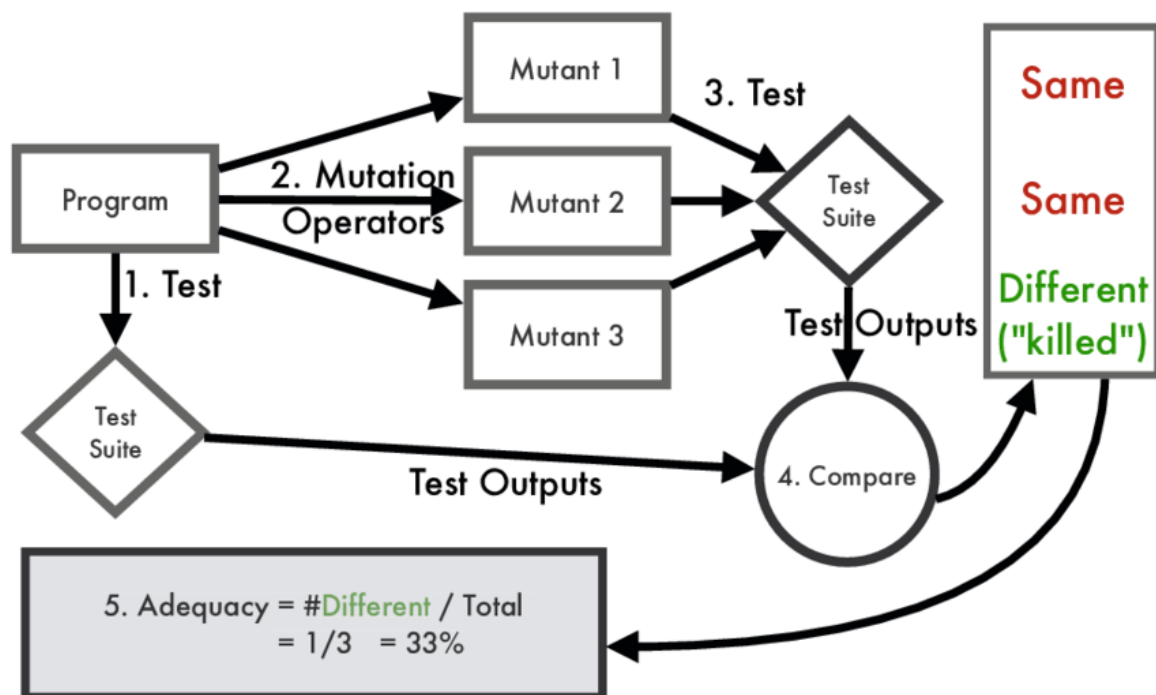 Mutant 1
3. Test
Same
Program
2. Mutation
Operators
Mutant 2
Test
Suite
Same
1. Test
Mutant 3
Test Outputs
Different
("killed")
Test
Suite
Test Outputs
4. Compare
5. Adequacy = #Different / Total
= 1/3 = 33%